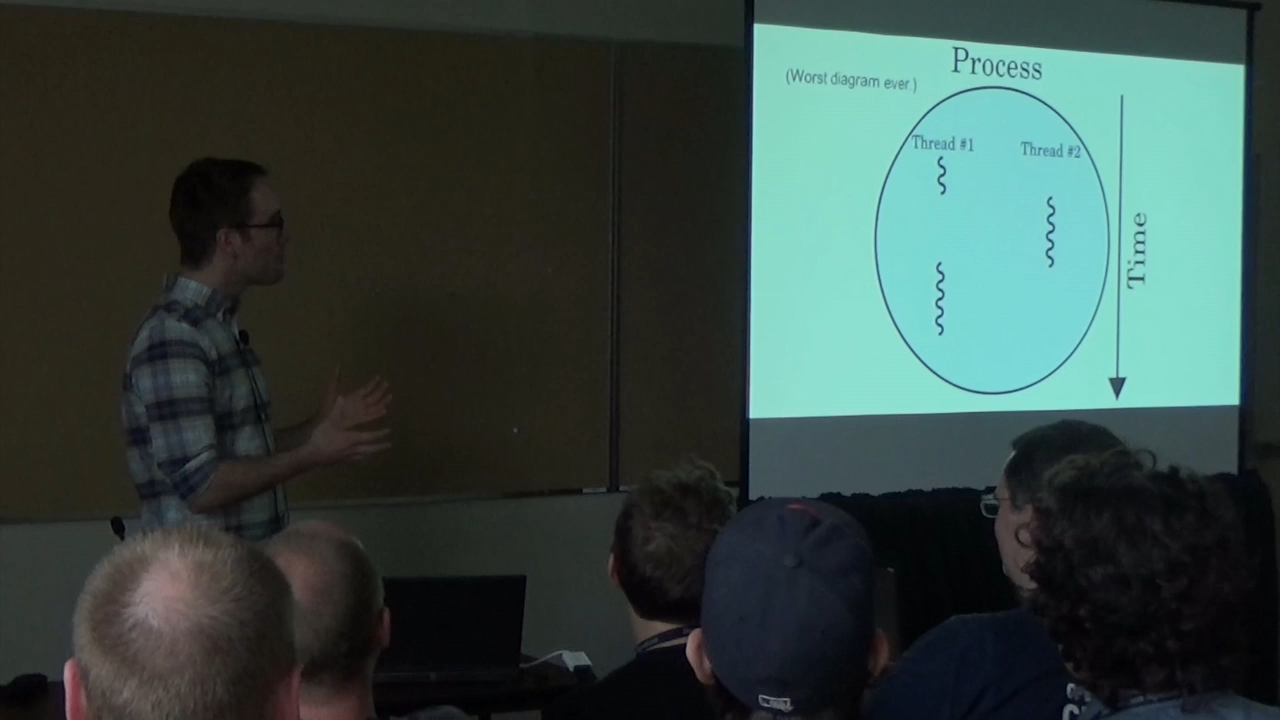 Process
(Worst diagram ever.)
Thread #1
Thread #2
Time